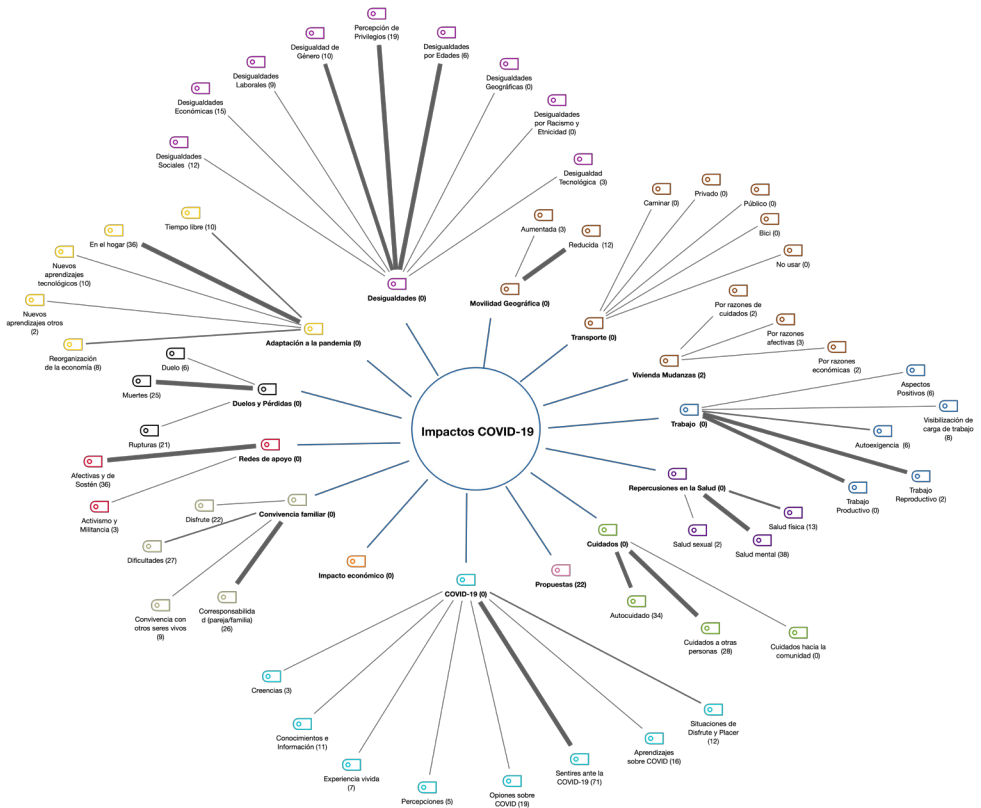 Percepción de
Privilegios (19)
Desigualdad de
Género (10)
Desigualdades
por Edades (6)
Desigualdades
Laborales (9)
Desigualdades
Geográficas (0)
Desigualdades
Económicas (15)
Desigualdades
por Racismo y
Etnicidad (0)
Desigualdades
Sociales (12)
Desigualdad
Tecnológica (3)
Desigualdades (0)
Tiempo libre (10)
En el hogar (36)
Nuevos
aprendizajes
tecnológicos (10)
Nuevos
aprendizajes otros
(2)
Reorganización
de la economía (8)
Adaptación a la pandemia (0)
Aumentada (3)
Reducida (12)
Movilidad Geográfica (0)
Caminar (0)
Privado (0)
Público (0)
Bici (0)
No usar (0)
Transporte (0)
Por razones de
cuidados (2)
Por razones
afectivas (3)
Por razones
económicas (2)
Vivienda Mudanzas (2)
Duelo (6)
Muertes (25)
Rupturas (21)
Duelos y Pérdidas (0)
Impactos COVID-19
Aspectos
Positivos (6)
Visibilización de
carga de trabajo
(8)
Autoexigencia (6)
Trabajo
Reproductivo (2)
Trabajo
Productivo (0)
Trabajo (0)
Redes de apoyo (0)
Afectivas y de
Sostén (36)
Activismo y
Militancia (3)
Repercusiones en la Salud (0)
Salud física (13)
Salud mental (38)
Salud sexual (2)
Convivencia familiar (0)
Disfrute (22)
Dificultades (27)
Convivencia con
otros seres vivos
(9)
Corresponsabilida
d (pareja/familia)
(26)
Cuidados (0)
Autocuidado (34)
Cuidados a otras
personas (28)
Cuidados hacia la
comunidad (0)
Impacto económico (0)
Propuestas (22)
COVID-19 (0)
Creencias (3)
Conocimientos e
Información (11)
Experiencia vivida
(7)
Percepciones (5)
Opiones sobre
COVID (19)
Sentires ante la
COVID-19 (71)
Aprendizajes
sobre COVID (16)
Situaciones de
Disfrute y Placer
(12)